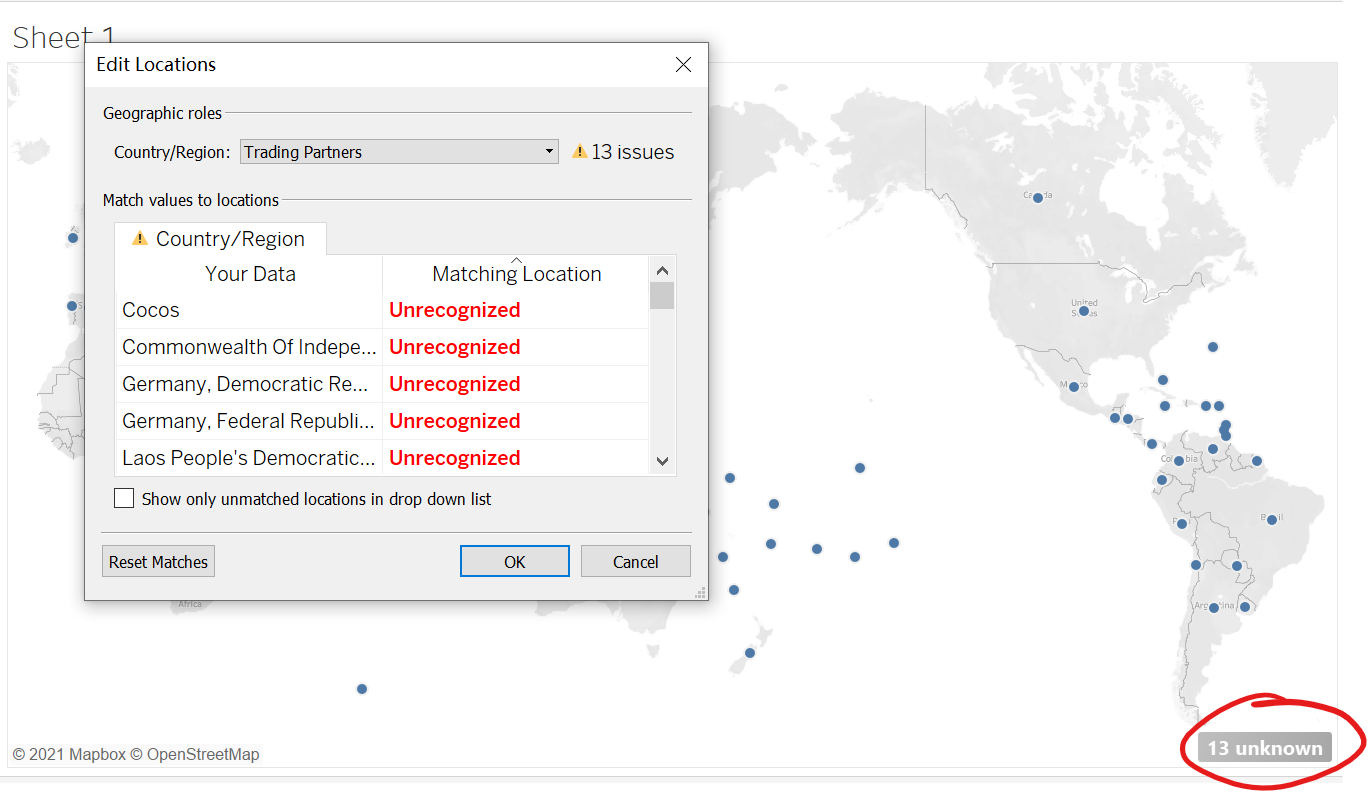 Sheet 1
Edit Locations
Geographic roles
Country/Region:
Trading Partners
13 issues
Match values to locations
Country/Region
Your Data
Matching Location
Cocos
Unrecognized
Commonwealth Of Indepe...
Unrecognized
Germany, Democratic Re...
Unrecognized
Germany, Federal Republi...
Unrecognized
Laos People's Democratic...
Unrecognized
Show only unmatched locations in drop down list
Reset Matches
OK
Cancel
Canada
United
States
Mexico
Colombia
Brazil
Argentina
Africa
© 2021 Mapbox © OpenStreetMap
13 unknown